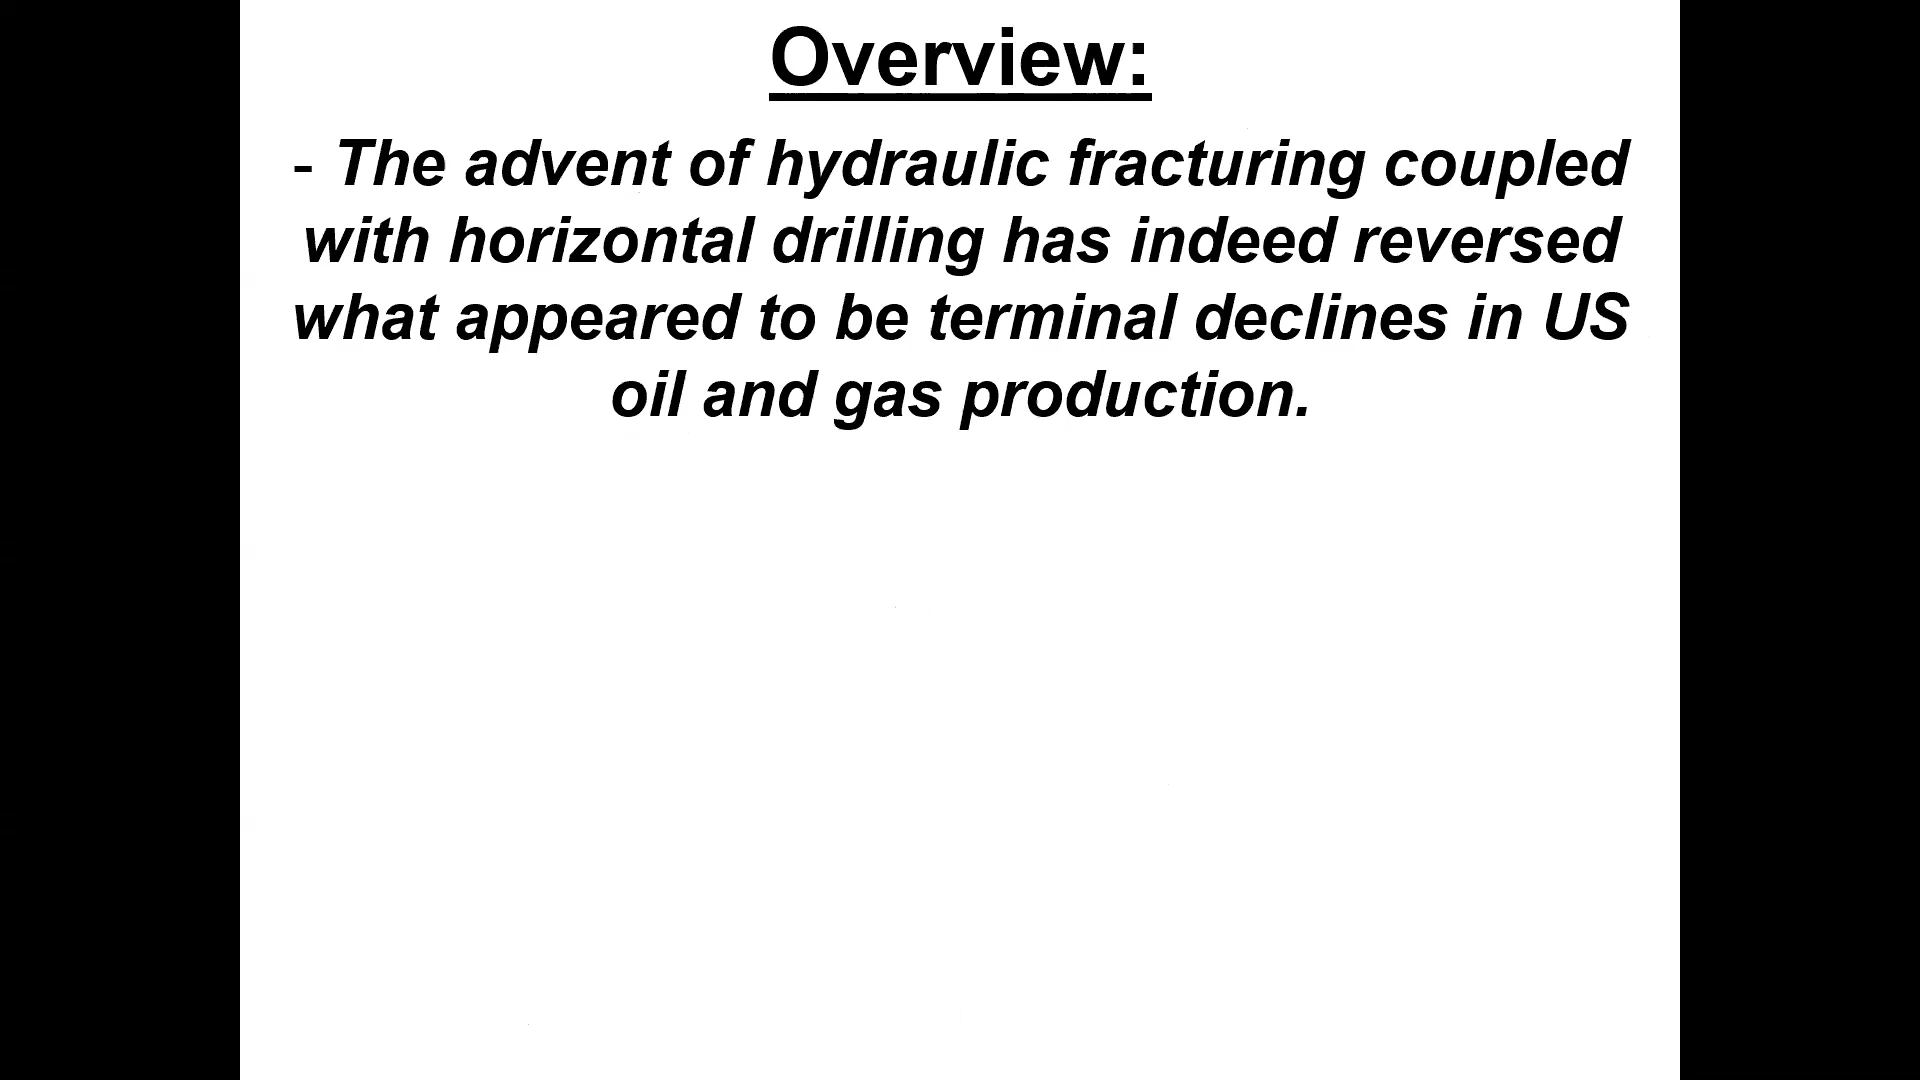 Overview:
- The advent of hydraulic fracturing coupled
with horizontal drilling has indeed reversed
what appeared to be terminal declines in US
oil and gas production.